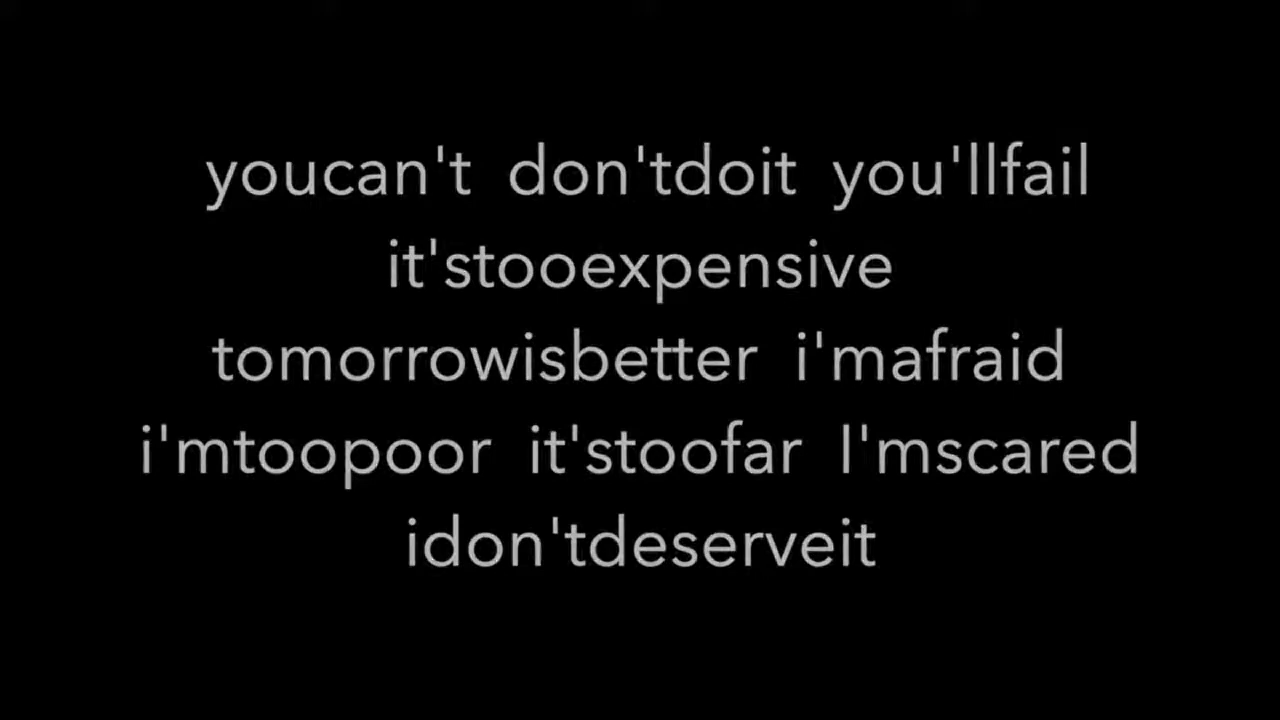 youcan't don'tdoit you'llfail
it'stooexpensive
tomorrowisbetter i'mafraid
i'mtoopoor it'stoofar I'mscared
idon'tdeserveit